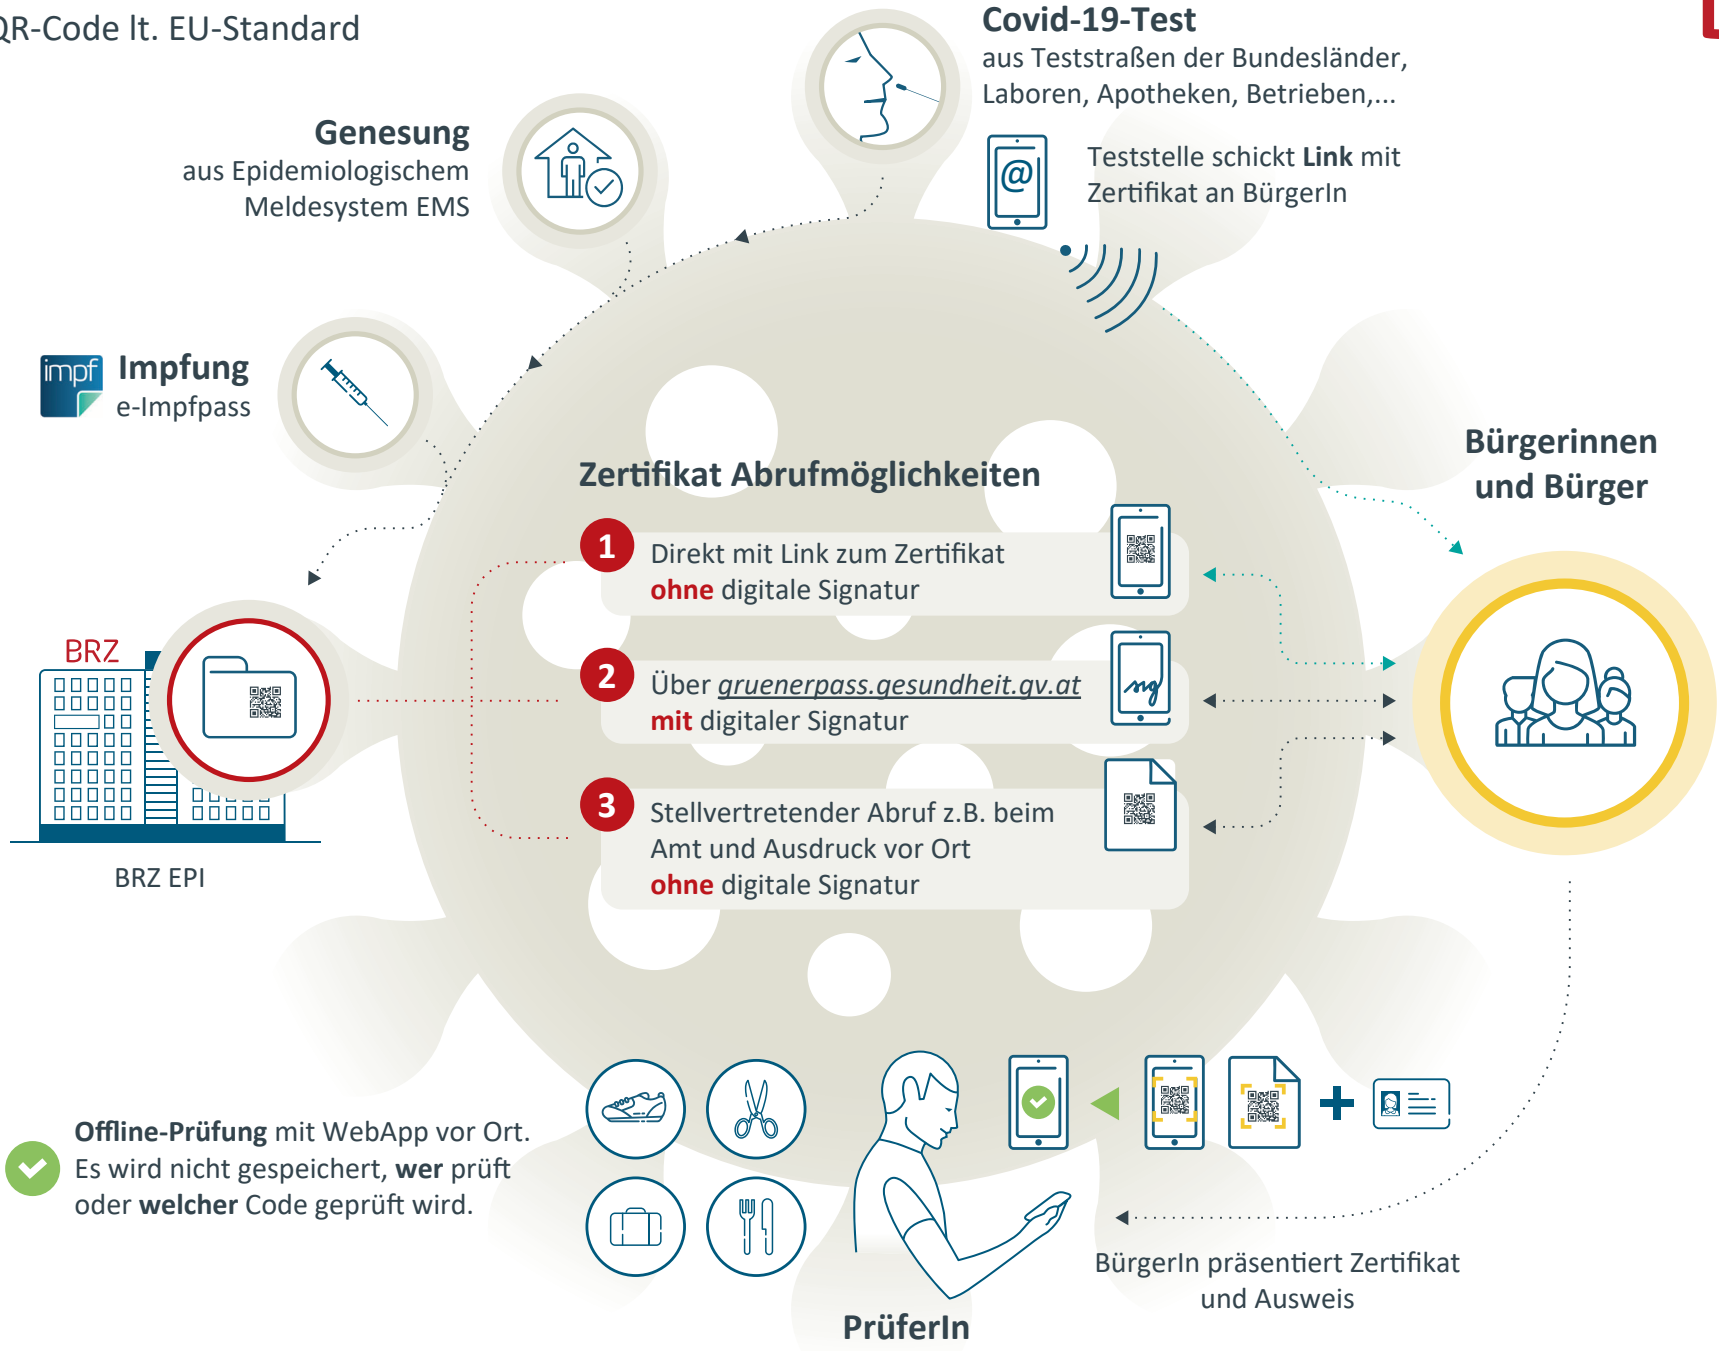 QR-Code lt. EU-Standard
Covid-19-Test
aus Teststraßen der Bundesländer,
Laboren, Apotheken, Betrieben,...
Genesung
aus Epidemiologischem
Meldesystem EMS
@
Teststelle schickt Link mit
Zertifikat an BürgerIn
impf
Impfung
e-Impfpass
Bürgerinnen
und Bürger
Zertifikat Abrufmöglichkeiten
1
Direkt mit Link zum Zertifikat
ohne digitale Signatur
2
Über gruenerpass.gesundheit.gv.at
mit digitaler Signatur
sig
3
Stellvertretender Abruf z.B. beim
Amt und Ausdruck vor Ort
ohne digitale Signatur
BRZ
BRZ EPI
Offline-Prüfung mit WebApp vor Ort.
Es wird nicht gespeichert, wer prüft
oder welcher Code geprüft wird.
BürgerIn präsentiert Zertifikat
und Ausweis
PrüferIn